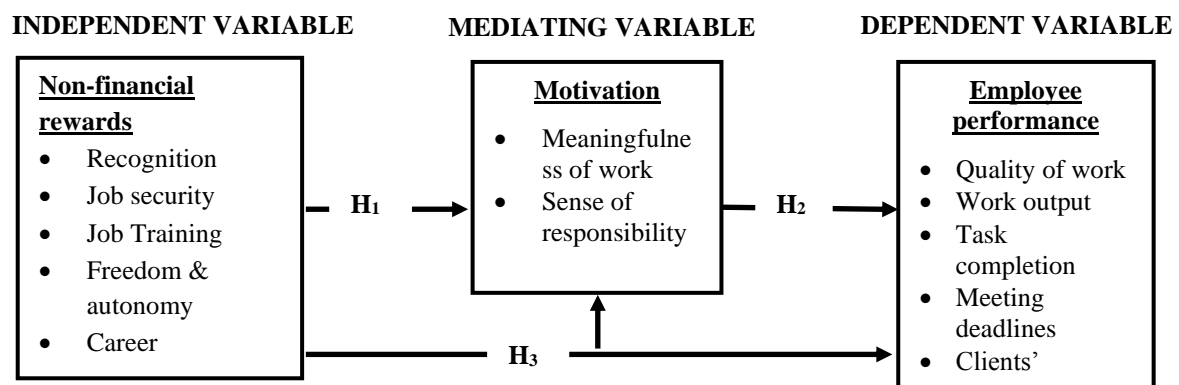 INDEPENDENT VARIABLE
MEDIATING VARIABLE
DEPENDENT VARIABLE
Non-financial
rewards
• Recognition
• Job security
• Job Training
• Freedom &
autonomy
• Career
H1
Motivation
• Meaningfulne
ss of work
• Sense of
responsibility
H2
Employee
performance
• Quality of work
• Work output
• Task
completion
• Meeting
deadlines
• Clients’
H3